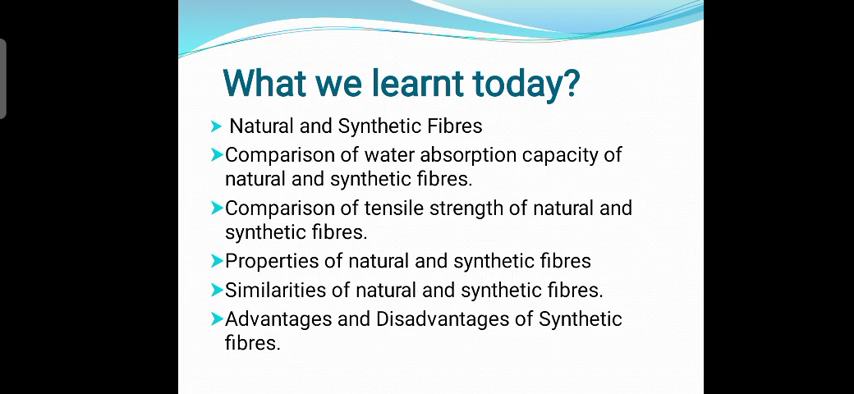 What we learnt today?
➤ Natural and Synthetic Fibres
➤Comparison of water absorption capacity of
natural and synthetic fibres.
➤Comparison of tensile strength of natural and
synthetic fibres.
➤Properties of natural and synthetic fibres
➤Similarities of natural and synthetic fibres.
➤Advantages and Disadvantages of Synthetic
fibres.